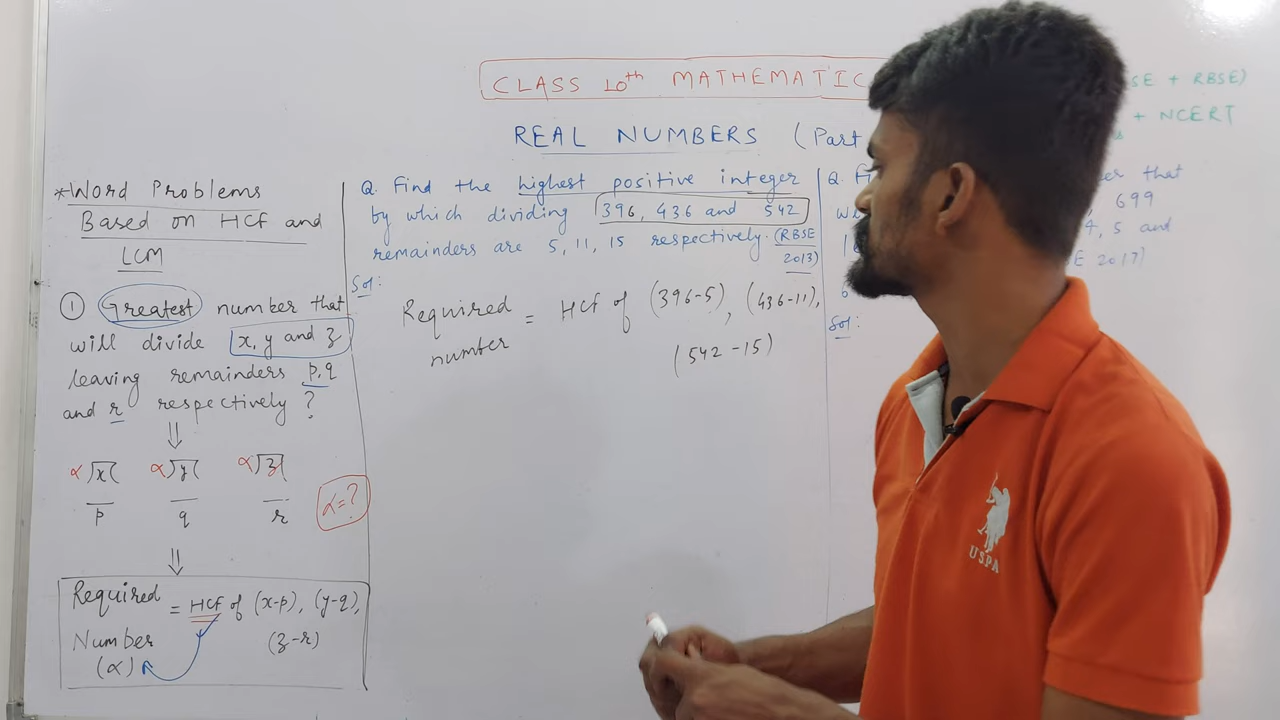 CLASS 10th MATHEMATIC
SE + RBSE)
+ NCERT
REAL NUMBERS (Part
*Word Problems
Based on HCF and
LCM
① Greatest number that
will divide x, y and z
leaving remainders p, q
and r respectively ?
⇓
α)x( α)y( α)z(
p q r
α=?
⇓
Required = HCF of (x-p), (y-q),
Number (z-r)
(α)
Q. Find the highest positive integer
by which dividing 396, 436 and 542
remainders are 5, 11, 15 respectively. (RBSE
2013)
Sol:
Required = HCF of (396-5), (436-11),
number (542-15)
Q. that
699
4, 5 and
E 2017)
Sol:
USPA